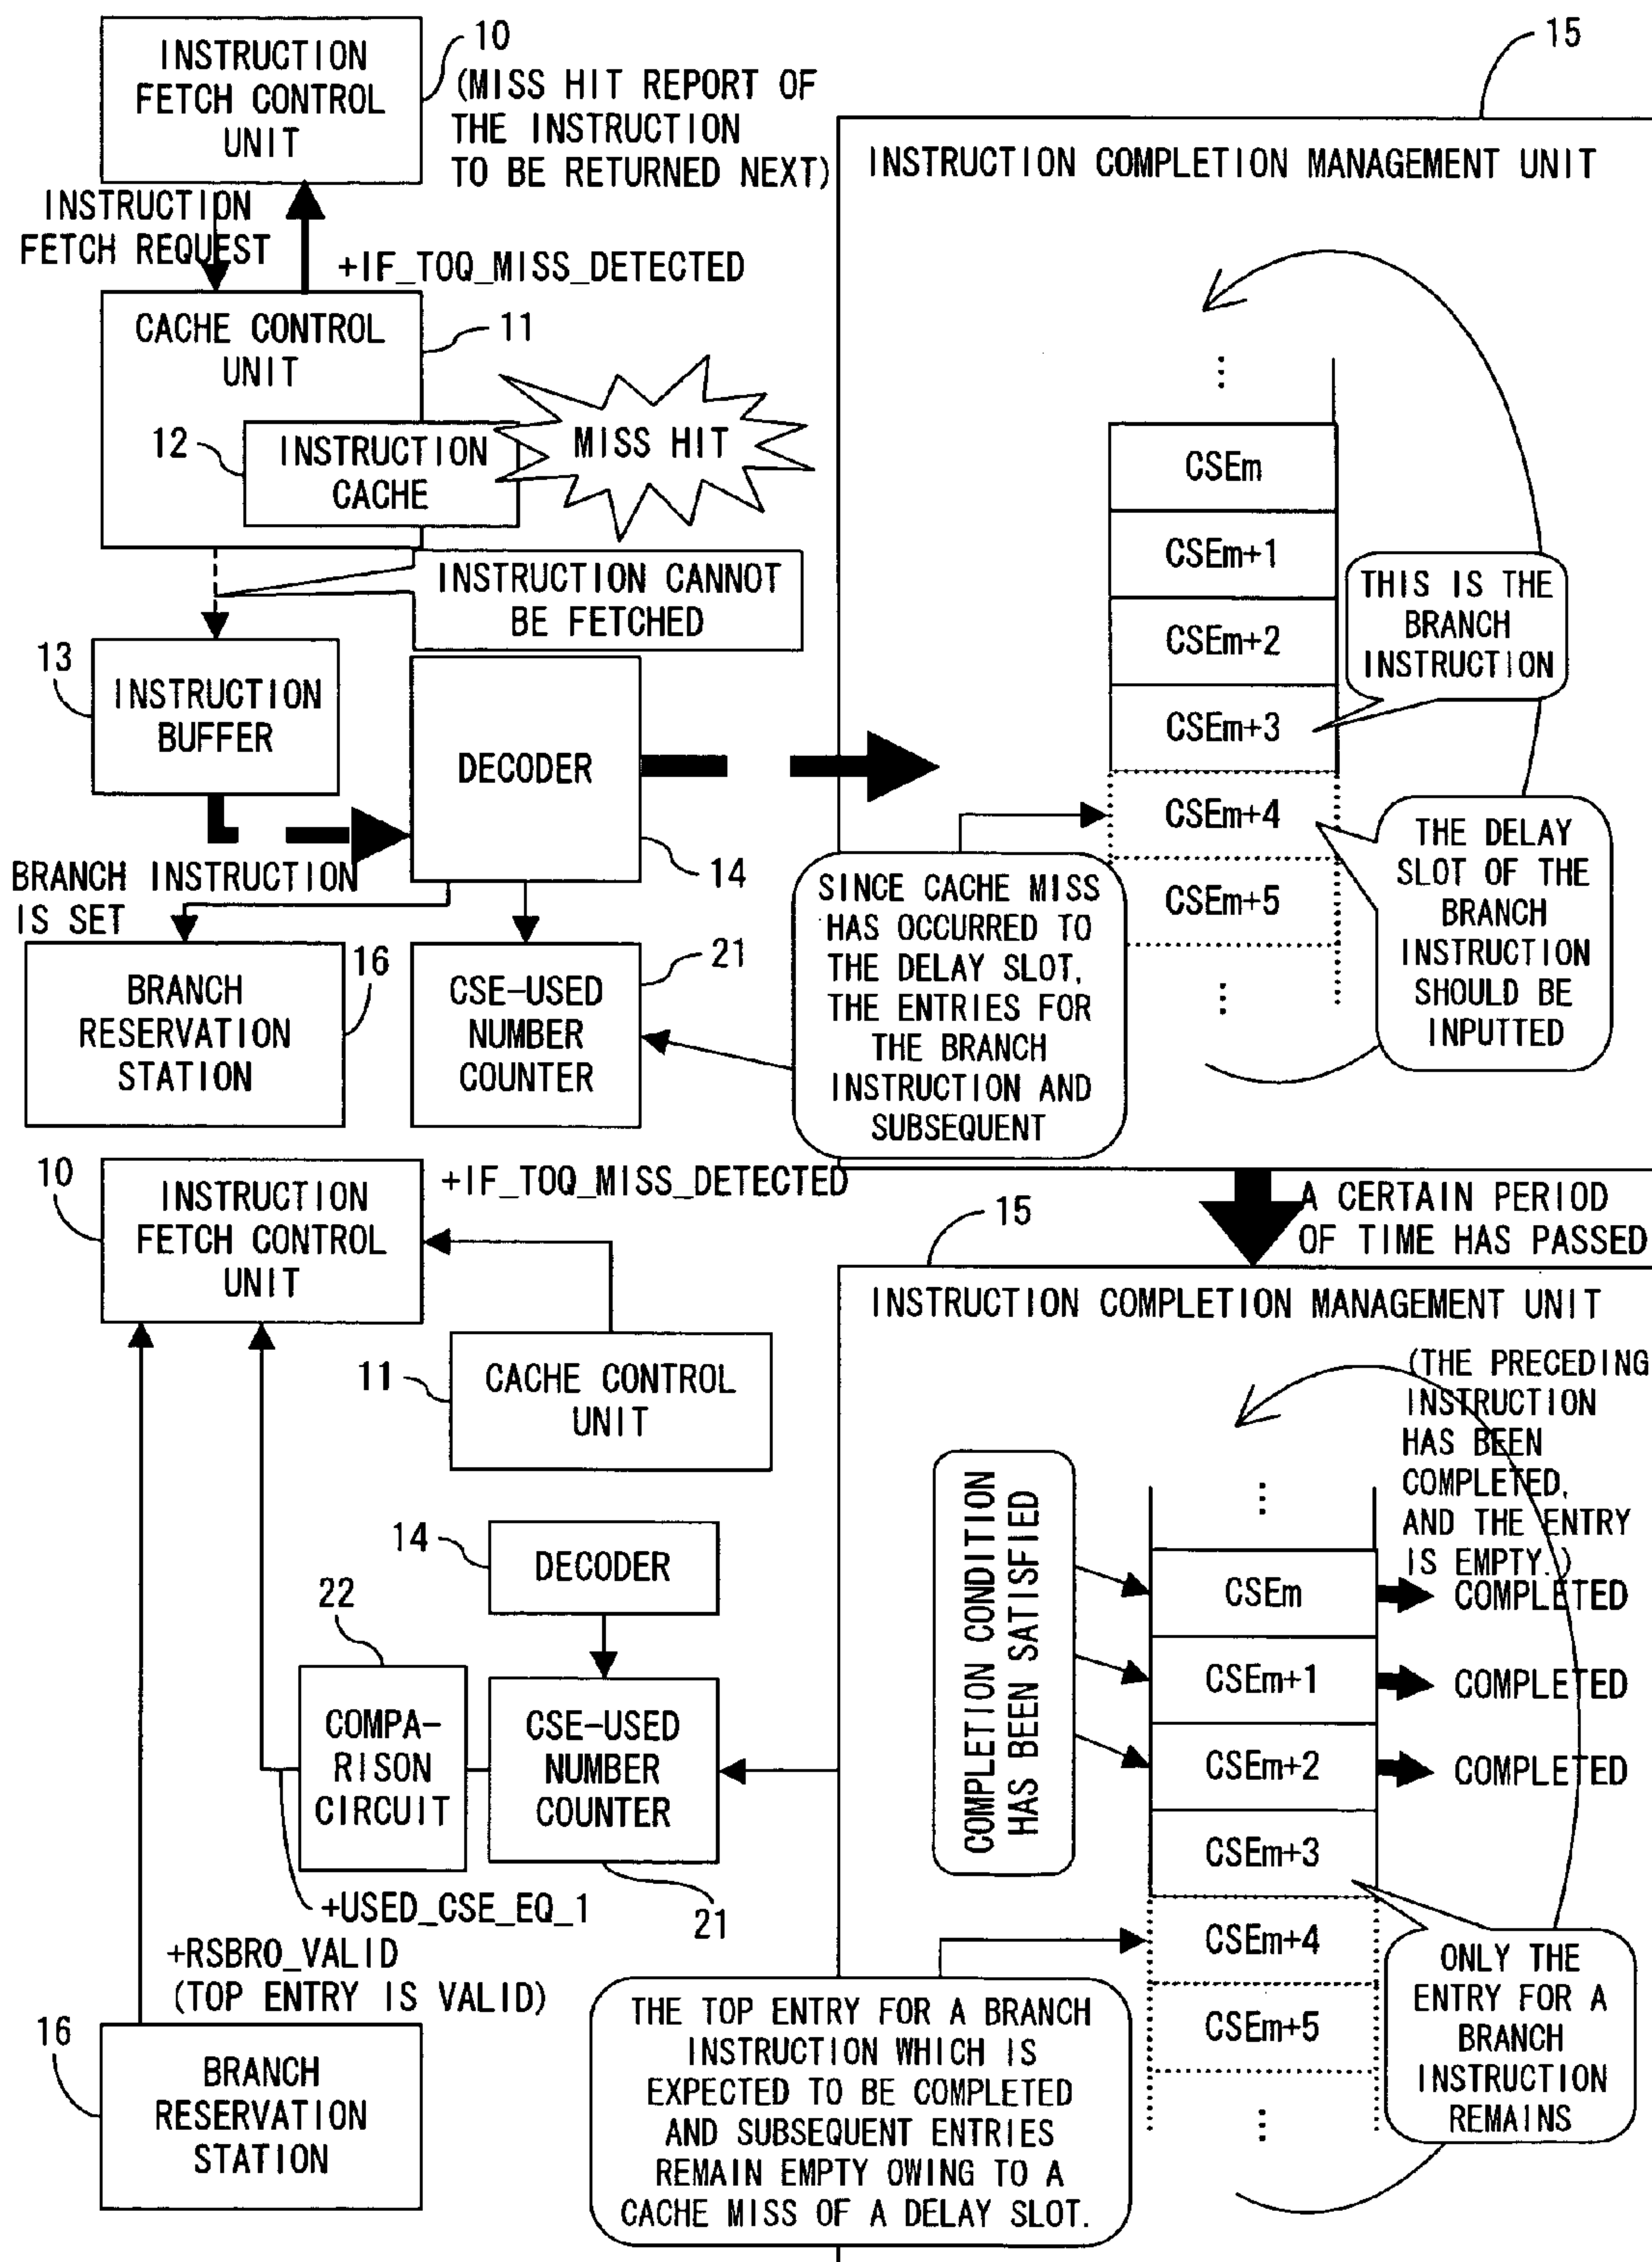 INSTRUCTION
FETCH CONTROL
UNIT
10
(MISS HIT REPORT OF
THE INSTRUCTION
TO BE RETURNED NEXT)
INSTRUCTION
FETCH REQUEST
+IF_TOQ_MISS_DETECTED
CACHE CONTROL
UNIT
11
12
INSTRUCTION
CACHE
MISS HIT
INSTRUCTION CANNOT
BE FETCHED
13
INSTRUCTION
BUFFER
DECODER
14
BRANCH INSTRUCTION
IS SET
BRANCH
RESERVATION
STATION
16
CSE-USED
NUMBER
COUNTER
21
15
INSTRUCTION COMPLETION MANAGEMENT UNIT
⋮
CSEm
CSEm+1
CSEm+2
CSEm+3
CSEm+4
CSEm+5
⋮
THIS IS THE
BRANCH
INSTRUCTION
THE DELAY
SLOT OF THE
BRANCH
INSTRUCTION
SHOULD BE
INPUTTED
SINCE CACHE MISS
HAS OCCURRED TO
THE DELAY SLOT,
THE ENTRIES FOR
THE BRANCH
INSTRUCTION AND
SUBSEQUENT
A CERTAIN PERIOD
OF TIME HAS PASSED
10
INSTRUCTION
FETCH CONTROL
UNIT
+IF_TOQ_MISS_DETECTED
11
CACHE CONTROL
UNIT
14
DECODER
22
COMPA-
RISON
CIRCUIT
CSE-USED
NUMBER
COUNTER
21
+USED_CSE_EQ_1
+RSBRO_VALID
(TOP ENTRY IS VALID)
16
BRANCH
RESERVATION
STATION
15
INSTRUCTION COMPLETION MANAGEMENT UNIT
(THE PRECEDING
INSTRUCTION
HAS BEEN
COMPLETED,
AND THE ENTRY
IS EMPTY.)
COMPLETION CONDITION
HAS BEEN SATISFIED
⋮
CSEm
COMPLETED
CSEm+1
COMPLETED
CSEm+2
COMPLETED
CSEm+3
CSEm+4
CSEm+5
⋮
ONLY THE
ENTRY FOR A
BRANCH
INSTRUCTION
REMAINS
THE TOP ENTRY FOR A BRANCH
INSTRUCTION WHICH IS
EXPECTED TO BE COMPLETED
AND SUBSEQUENT ENTRIES
REMAIN EMPTY OWING TO A
CACHE MISS OF A DELAY SLOT.